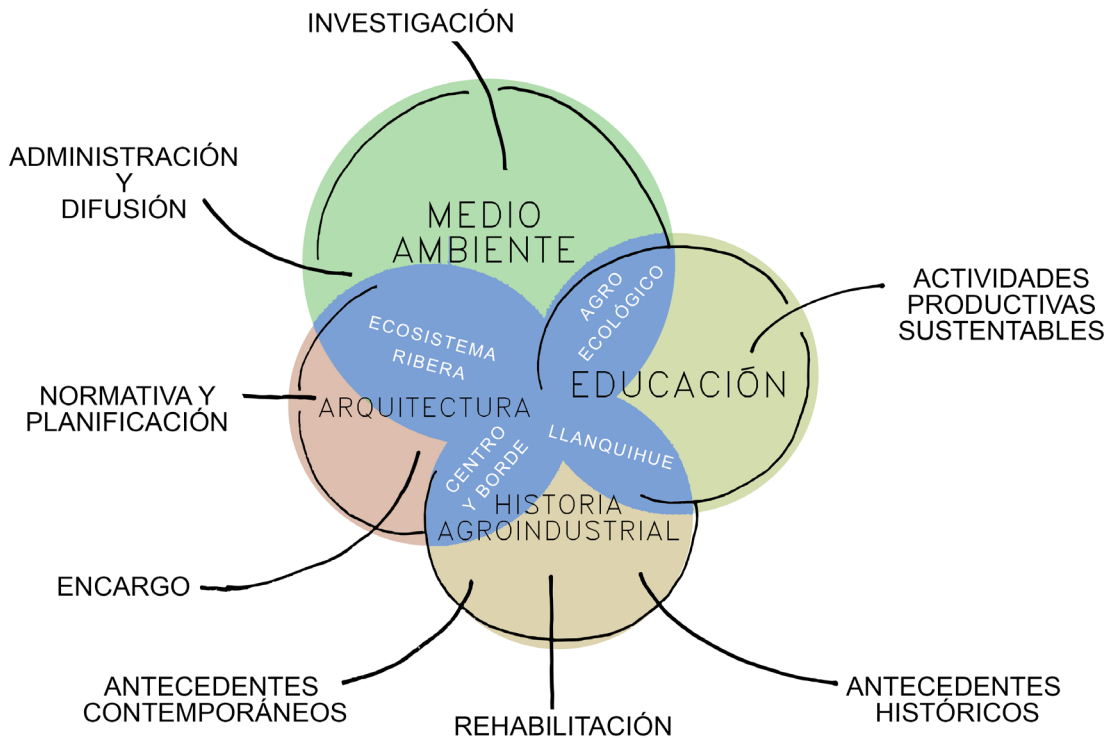 INVESTIGACIÓN
ADMINISTRACIÓN
Y
DIFUSIÓN
MEDIO
AMBIENTE
AGRO
ECOLÓGICO
ACTIVIDADES
PRODUCTIVAS
SUSTENTABLES
ECOSISTEMA
RIBERA
EDUCACIÓN
NORMATIVA Y
PLANIFICACIÓN
ARQUITECTURA
CENTRO
Y BORDE
LLANQUIHUE
HISTORIA
AGROINDUSTRIAL
ENCARGO
ANTECEDENTES
CONTEMPORÁNEOS
REHABILITACIÓN
ANTECEDENTES
HISTÓRICOS